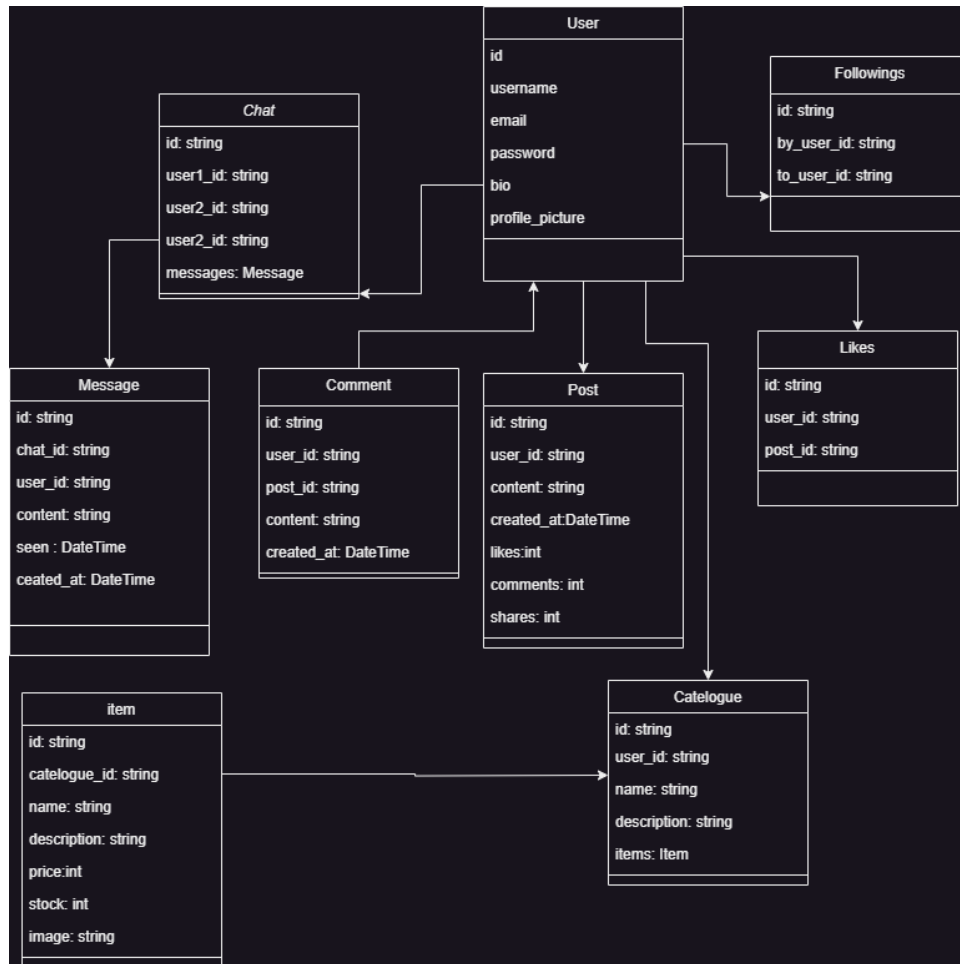 User
id
username
email
password
bio
profile_picture
Followings
id: string
by_user_id: string
to_user_id: string
Chat
id: string
user1_id: string
user2_id: string
user2_id: string
messages: Message
Likes
id: string
user_id: string
post_id: string
Message
id: string
chat_id: string
user_id: string
content: string
seen : DateTime
ceated_at: DateTime
Comment
id: string
user_id: string
post_id: string
content: string
created_at: DateTime
Post
id: string
user_id: string
content: string
created_at:DateTime
likes:int
comments: int
shares: int
item
id: string
catelogue_id: string
name: string
description: string
price:int
stock: int
image: string
Catelogue
id: string
user_id: string
name: string
description: string
items: Item